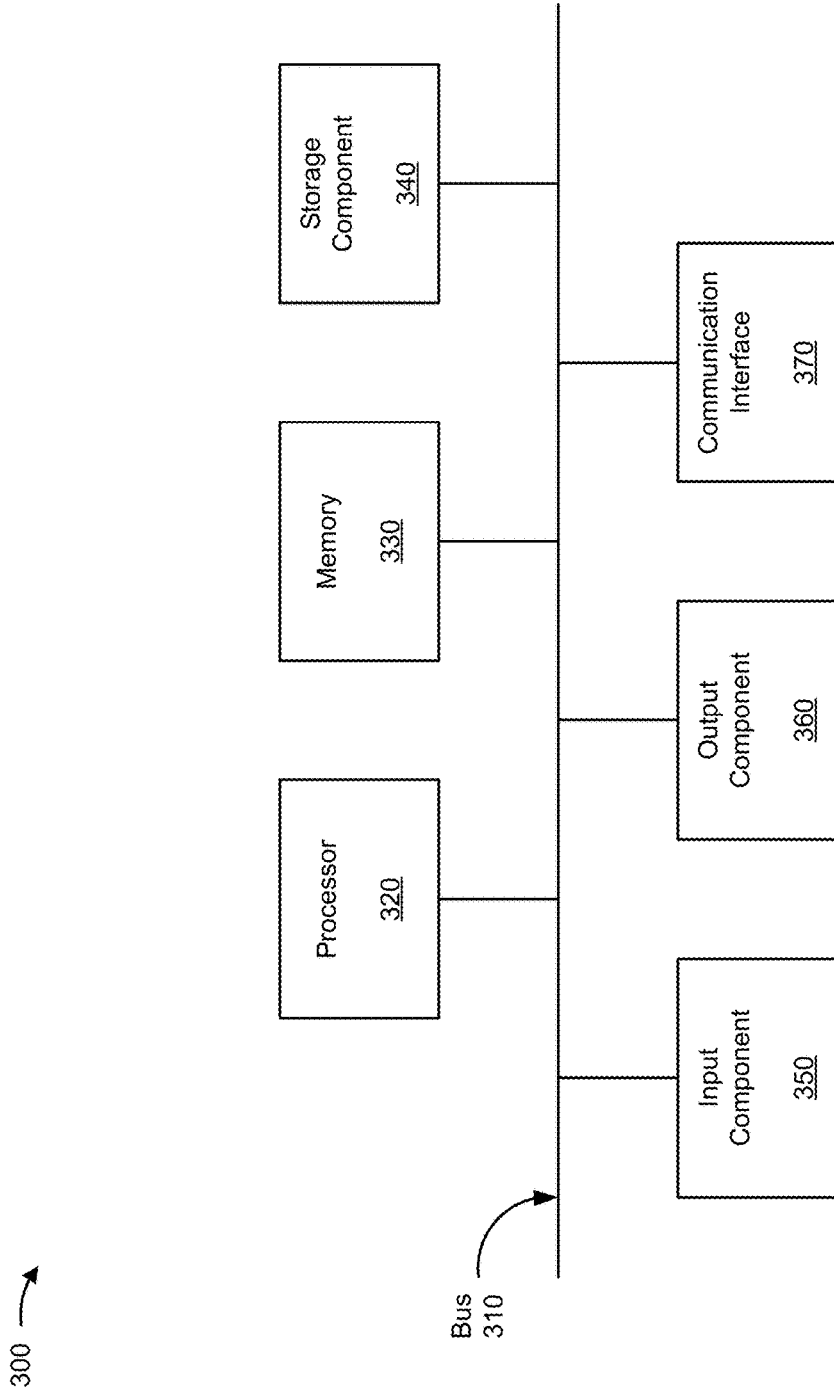 300
Bus
310
Processor
320
Memory
330
Storage
Component
340
Input
Component
350
Output
Component
360
Communication
Interface
370